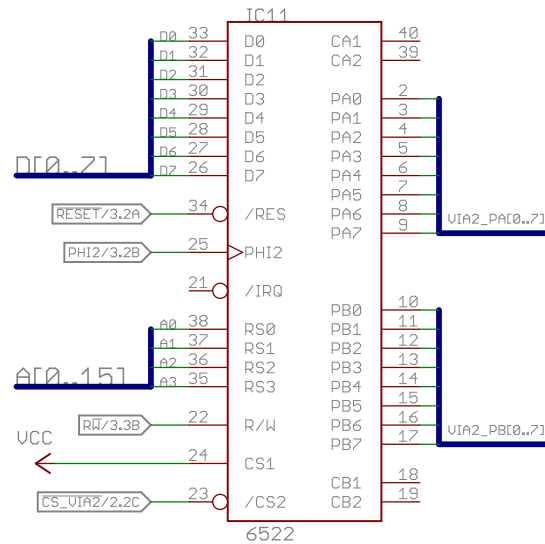 IC11
D0 33 D0 CA1 40
D1 32 D1 CA2 39
D2 31 D2
D3 30 D3 PA0 2
D4 29 D4 PA1 3
D5 28 D5 PA2 4
D6 27 D6 PA3 5
D7 26 D7 PA4 6
D[0..7]
PA5 7
RESET/3.2A 34 /RES PA6 8
VIA2_PA[0..7]
PA7 9
PHI2/3.2B 25 PHI2
21 /IRQ
PB0 10
A0 38 RS0 PB1 11
A1 37 RS1 PB2 12
A2 36 RS2 PB3 13
A[0..15]
A3 35 RS3 PB4 14
PB5 15
RW/3.3B 22 R/W PB6 16
VIA2_PB[0..7]
VCC PB7 17
24 CS1
CB1 18
CS_VIA2/2.2C 23 /CS2 CB2 19
6522